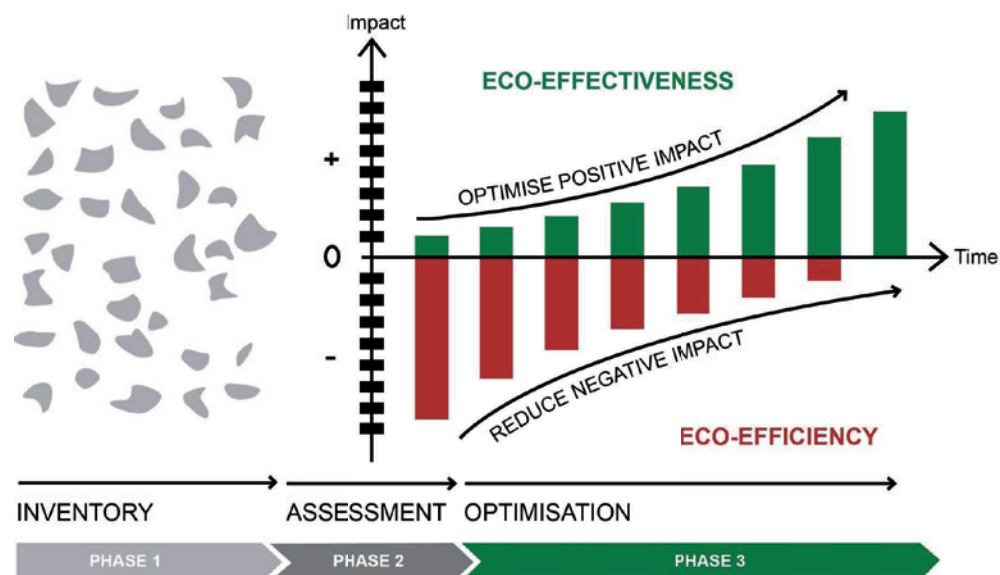 Impact
ECO-EFFECTIVENESS
+
OPTIMISE POSITIVE IMPACT
0
Time
-
REDUCE NEGATIVE IMPACT
ECO-EFFICIENCY
INVENTORY
ASSESSMENT
OPTIMISATION
PHASE 1
PHASE 2
PHASE 3